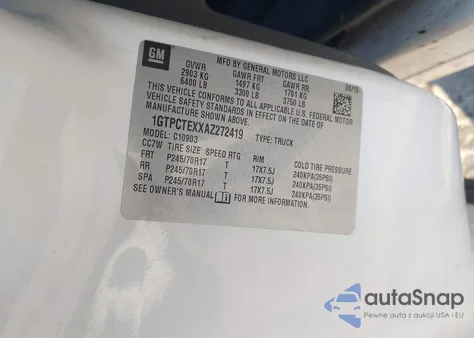 GM
MFD BY GENERAL MOTORS LLC
08/10
GVWR GAWR FRT GAWR RR
2903 KG 1497 KG 1701 KG
6400 LB 3300 LB 3750 LB
THIS VEHICLE CONFORMS TO ALL APPLICABLE U.S. FEDERAL MOTOR
VEHICLE SAFETY STANDARDS IN EFFECT ON THE DATE OF
MANUFACTURE SHOWN ABOVE.
1GTPCTEXXAZ272419 TYPE: TRUCK
MODEL: C10903
CC7W TIRE SIZE SPEED RTG RIM COLD TIRE PRESSURE
FRT P245/70R17 T 17X7.5J 240KPA(35PSI)
RR P245/70R17 T 17X7.5J 240KPA(35PSI)
SPA P245/70R17 T 17X7.5J 240KPA(35PSI)
SEE OWNER'S MANUAL FOR MORE INFORMATION.
autoSnap
Pewne auta z aukcji USA i EU